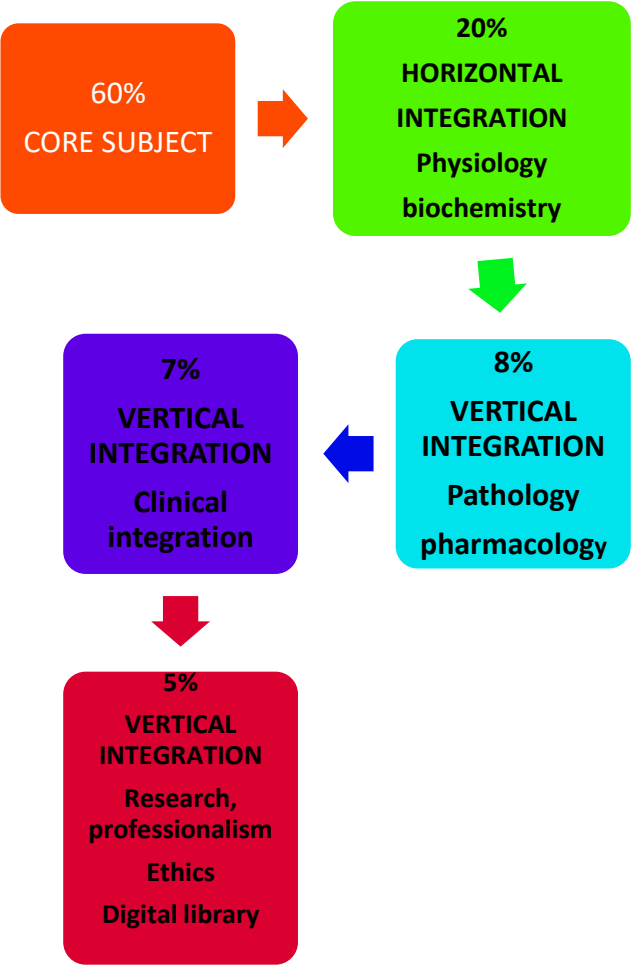 60%
CORE SUBJECT
20%
HORIZONTAL
INTEGRATION
Physiology
biochemistry
8%
VERTICAL
INTEGRATION
Pathology
pharmacology
7%
VERTICAL
INTEGRATION
Clinical
integration
5%
VERTICAL
INTEGRATION
Research,
professionalism
Ethics
Digital library